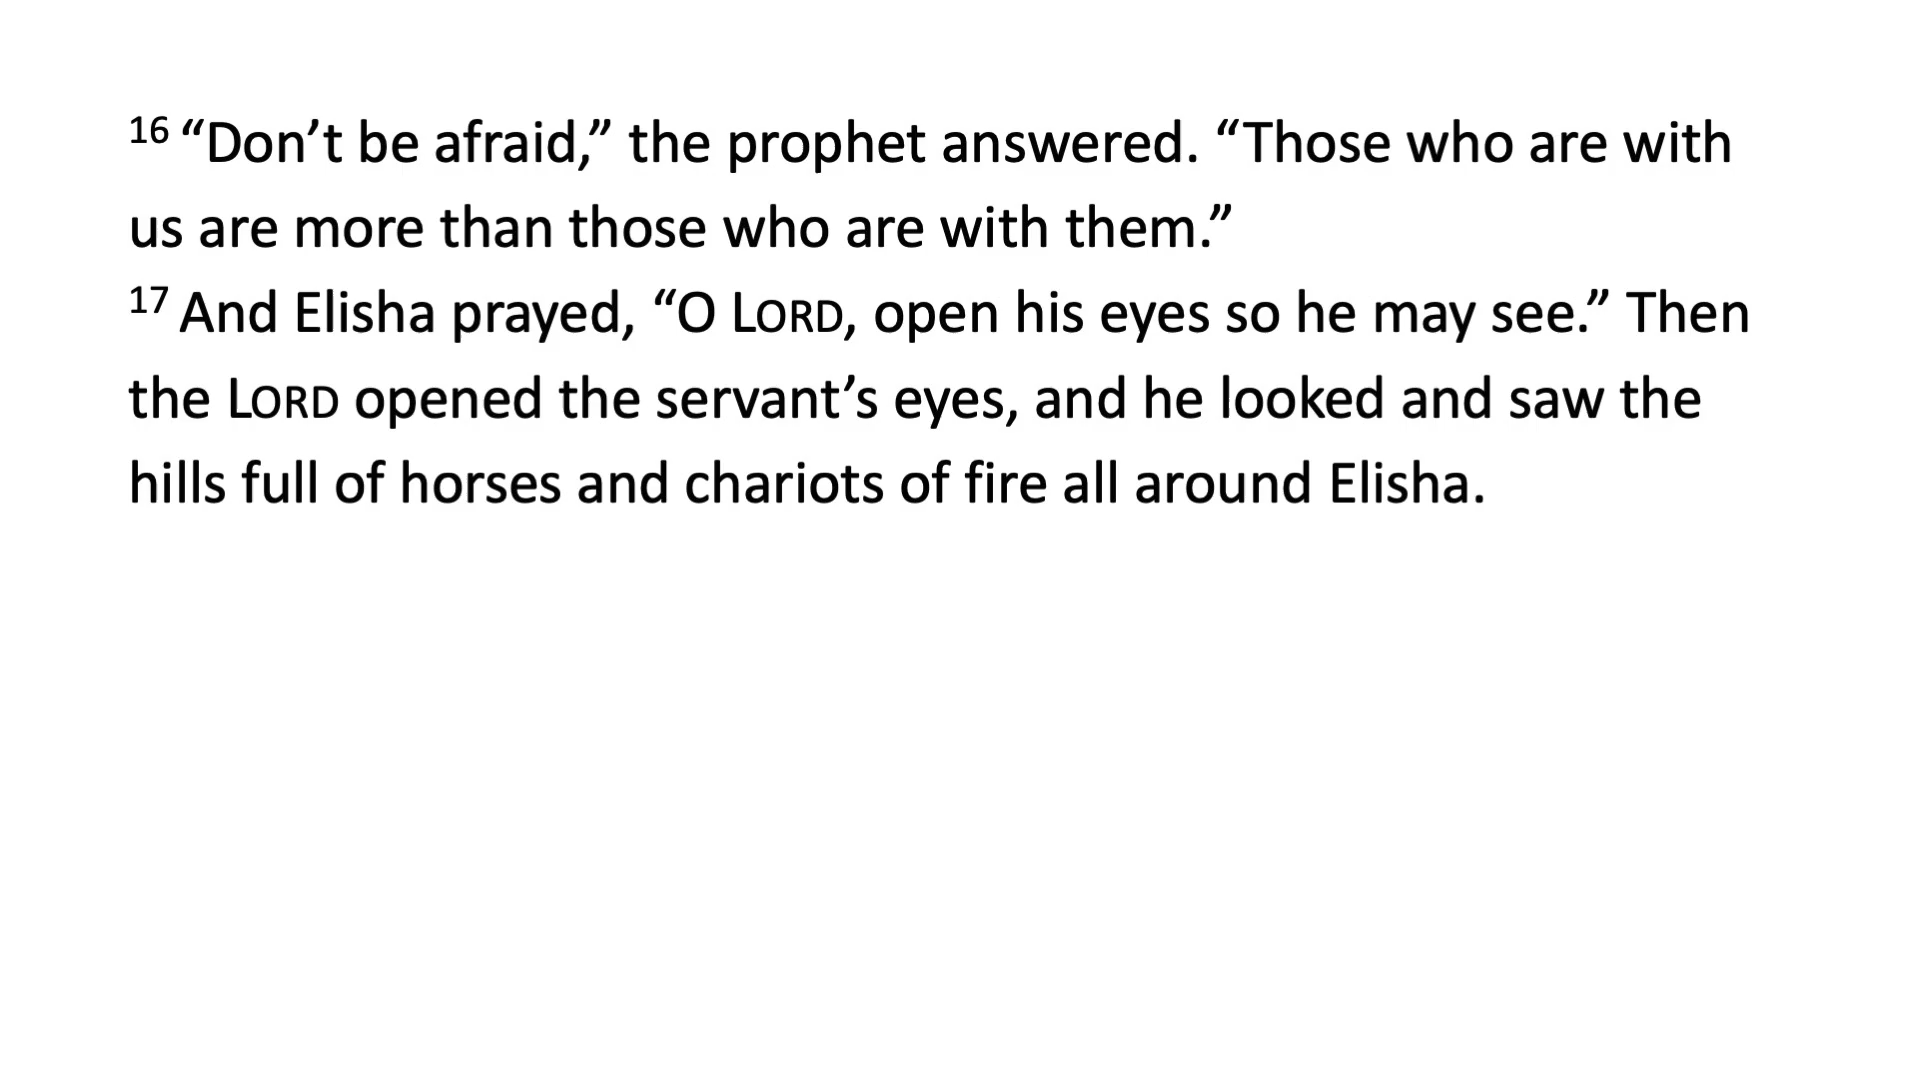 16 “Don’t be afraid,” the prophet answered. “Those who are with
us are more than those who are with them.”
17 And Elisha prayed, “O LORD, open his eyes so he may see.” Then
the LORD opened the servant’s eyes, and he looked and saw the
hills full of horses and chariots of fire all around Elisha.